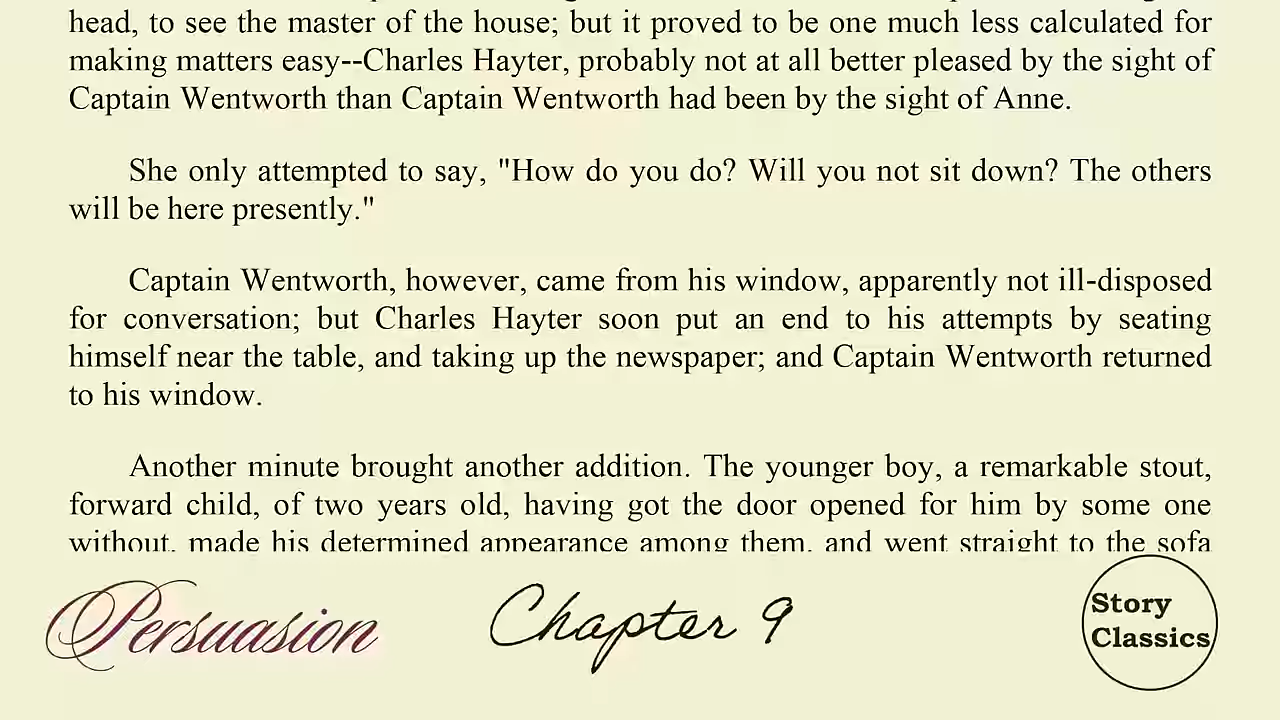 head, to see the master of the house; but it proved to be one much less calculated for
making matters easy--Charles Hayter, probably not at all better pleased by the sight of
Captain Wentworth than Captain Wentworth had been by the sight of Anne.
She only attempted to say, "How do you do? Will you not sit down? The others
will be here presently."
Captain Wentworth, however, came from his window, apparently not ill-disposed
for conversation; but Charles Hayter soon put an end to his attempts by seating
himself near the table, and taking up the newspaper; and Captain Wentworth returned
to his window.
Another minute brought another addition. The younger boy, a remarkable stout,
forward child, of two years old, having got the door opened for him by some one
without, made his determined appearance among them, and went straight to the sofa
Persuasion
Chapter 9
Story
Classics